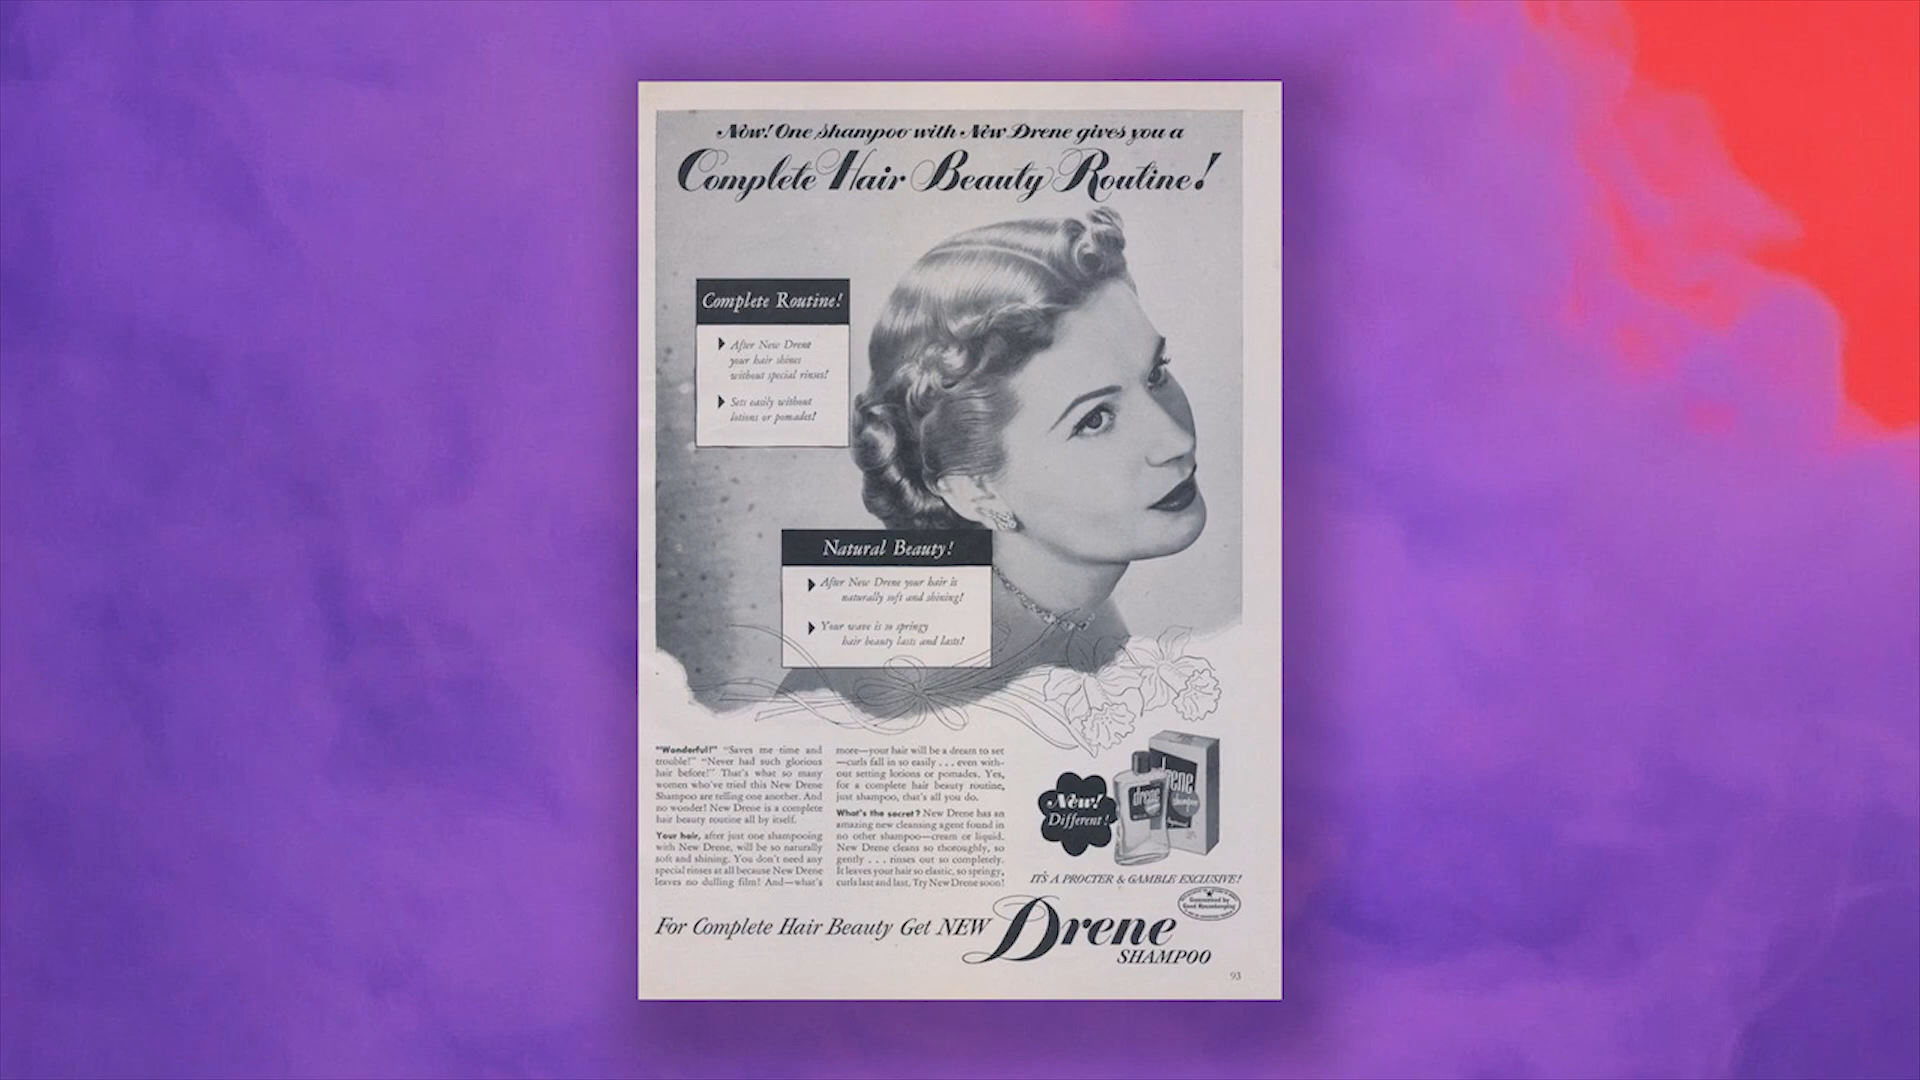 Now! One shampoo with New Drene gives you a
Complete Hair Beauty Routine!
Complete Routine!
After New Drene
your hair shines
without special rinses!
Sets easily without
lotions or pomades!
Natural Beauty!
After New Drene your hair is
naturally soft and shining!
Your wave is so springy
hair beauty lasts and lasts!
"Wonderful!" "Saves me time and
trouble!" "Never had such glorious
hair before!" That's what so many
women who've tried this New Drene
Shampoo are telling one another. And
no wonder! New Drene is a complete
hair beauty routine all by itself.
Your hair, after just one shampooing
with New Drene, will be so naturally
soft and shining. You don't need any
special rinses at all because New Drene
leaves no dulling film! And—what's
more—your hair will be a dream to set
—curls fall in so easily . . . even with-
out setting lotions or pomades. Yes,
for a complete hair beauty routine,
just shampoo, that's all you do.
What's the secret? New Drene has an
amazing new cleansing agent found in
no other shampoo—cream or liquid.
New Drene cleans so thoroughly, so
gently . . . rinses out so completely.
It leaves your hair so elastic, so springy,
curls last and last. Try New Drene soon!
New!
Different!
drene
shampoo
drene
IT'S A PROCTER & GAMBLE EXCLUSIVE!
Guaranteed by
Good Housekeeping
For Complete Hair Beauty Get NEW Drene
SHAMPOO
93